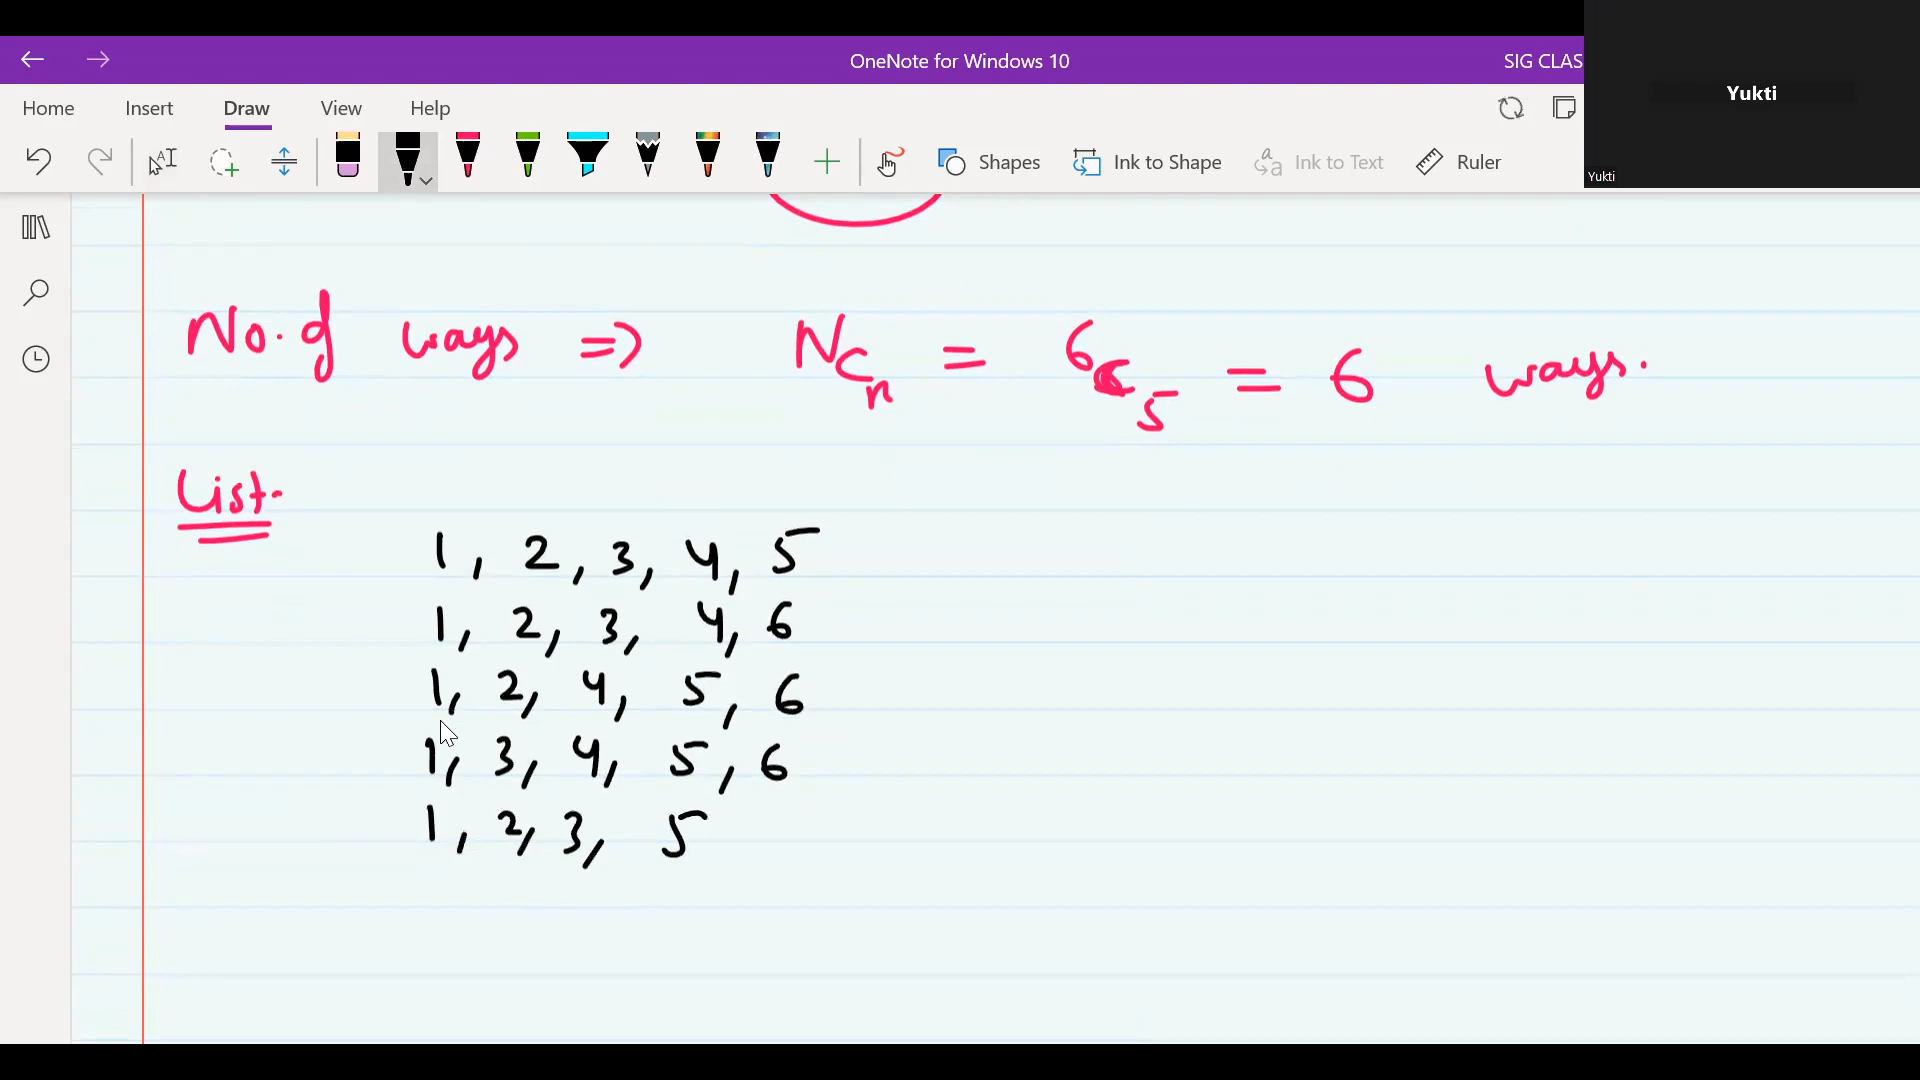 OneNote for Windows 10
SIG CLAS
Yukti
Home Insert Draw View Help
Shapes Ink to Shape Ink to Text Ruler
Yukti
No. of ways => NCn = 6C5 = 6 ways.
List.
1, 2, 3, 4, 5
1, 2, 3, 4, 6
1, 2, 4, 5, 6
1, 3, 4, 5, 6
1, 2, 3, 5